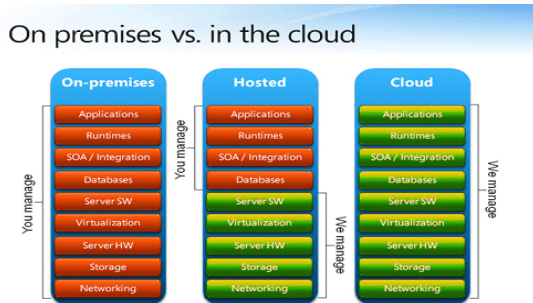 On premises vs. in the cloud
On-premises
Applications
Runtimes
SOA / Integration
Databases
Server SW
Virtualization
Server HW
Storage
Networking
You manage
Hosted
Applications
Runtimes
SOA / Integration
Databases
Server SW
Virtualization
Server HW
Storage
Networking
You manage
We manage
Cloud
Applications
Runtimes
SOA / Integration
Databases
Server SW
Virtualization
Server HW
Storage
Networking
We manage